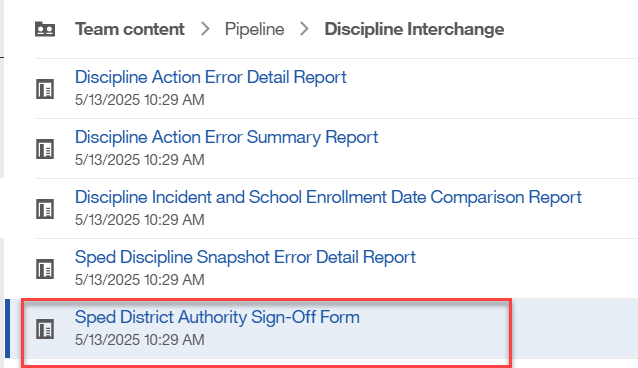 Team content > Pipeline > Discipline Interchange
Discipline Action Error Detail Report
5/13/2025 10:29 AM
Discipline Action Error Summary Report
5/13/2025 10:29 AM
Discipline Incident and School Enrollment Date Comparison Report
5/13/2025 10:29 AM
Sped Discipline Snapshot Error Detail Report
5/13/2025 10:29 AM
Sped District Authority Sign-Off Form
5/13/2025 10:29 AM